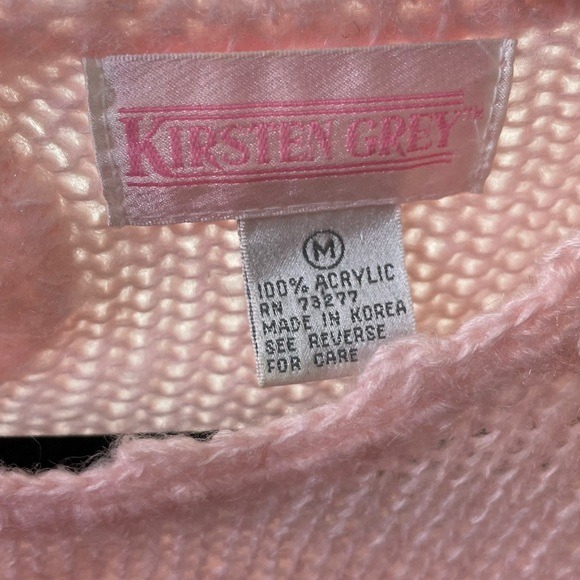 KIRSTEN GREY™
M
100% ACRYLIC
RN 73277
MADE IN KOREA
SEE REVERSE
FOR CARE